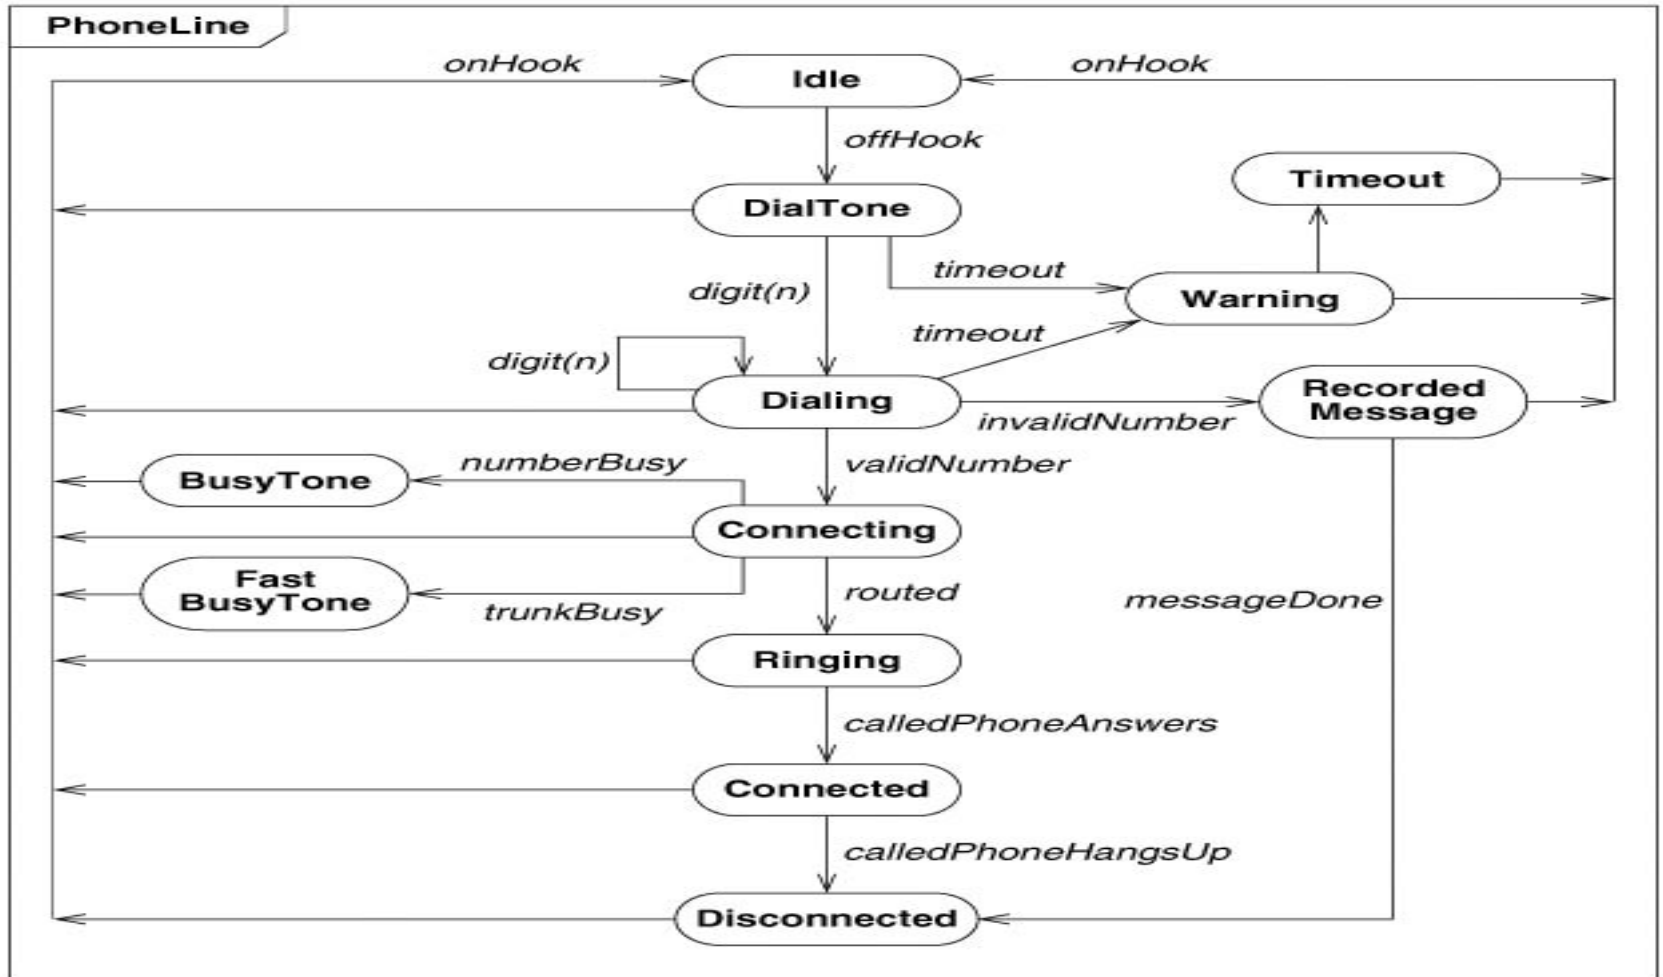 PhoneLine
onHook
Idle
onHook
offHook
Timeout
DialTone
timeout
digit(n)
Warning
timeout
digit(n)
Dialing
Recorded
Message
invalidNumber
numberBusy
validNumber
BusyTone
Connecting
Fast
BusyTone
routed
trunkBusy
messageDone
Ringing
calledPhoneAnswers
Connected
calledPhoneHangsUp
Disconnected